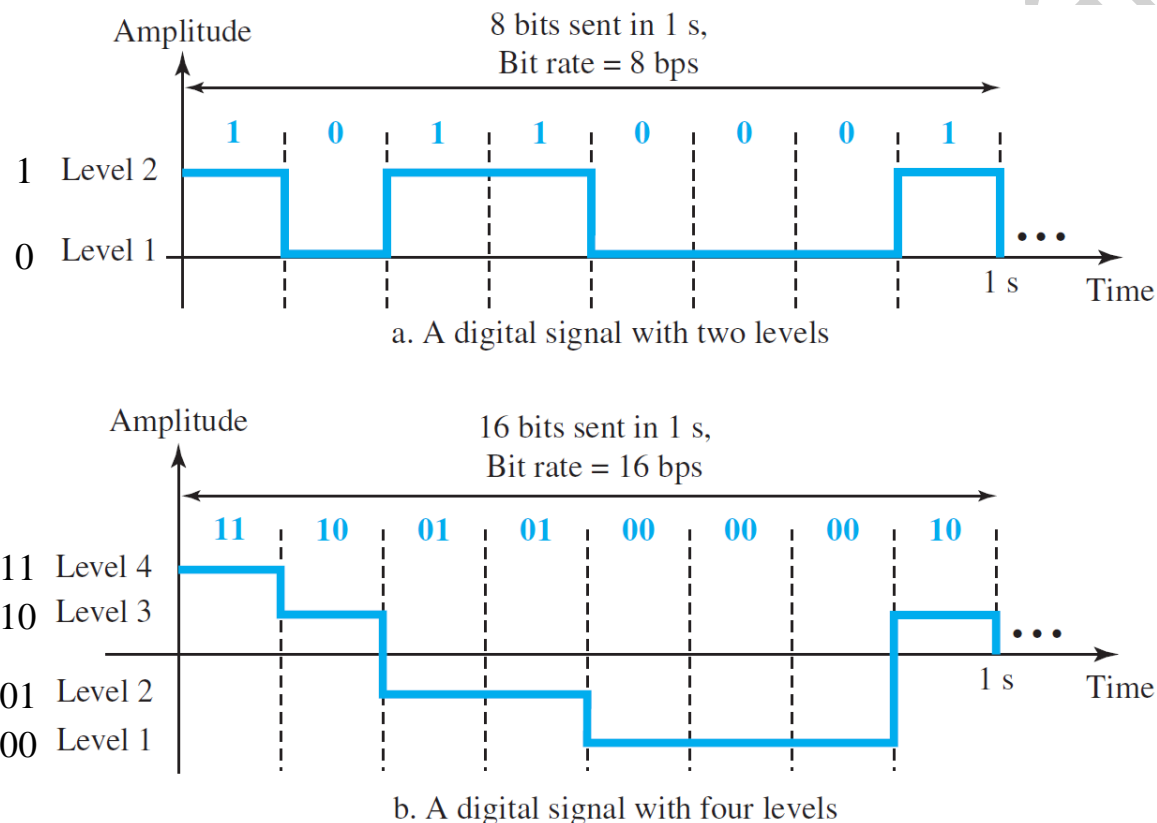 8 bits sent in 1 s,
Amplitude
Bit rate = 8 bps
1 0 1 1 0 0 0 1
1 Level 2
0 Level 1
•••
1 s
Time
a. A digital signal with two levels
Amplitude
16 bits sent in 1 s,
Bit rate = 16 bps
11 10 01 01 00 00 00 10
11 Level 4
10 Level 3
•••
1 s
01 Level 2
Time
00 Level 1
b. A digital signal with four levels